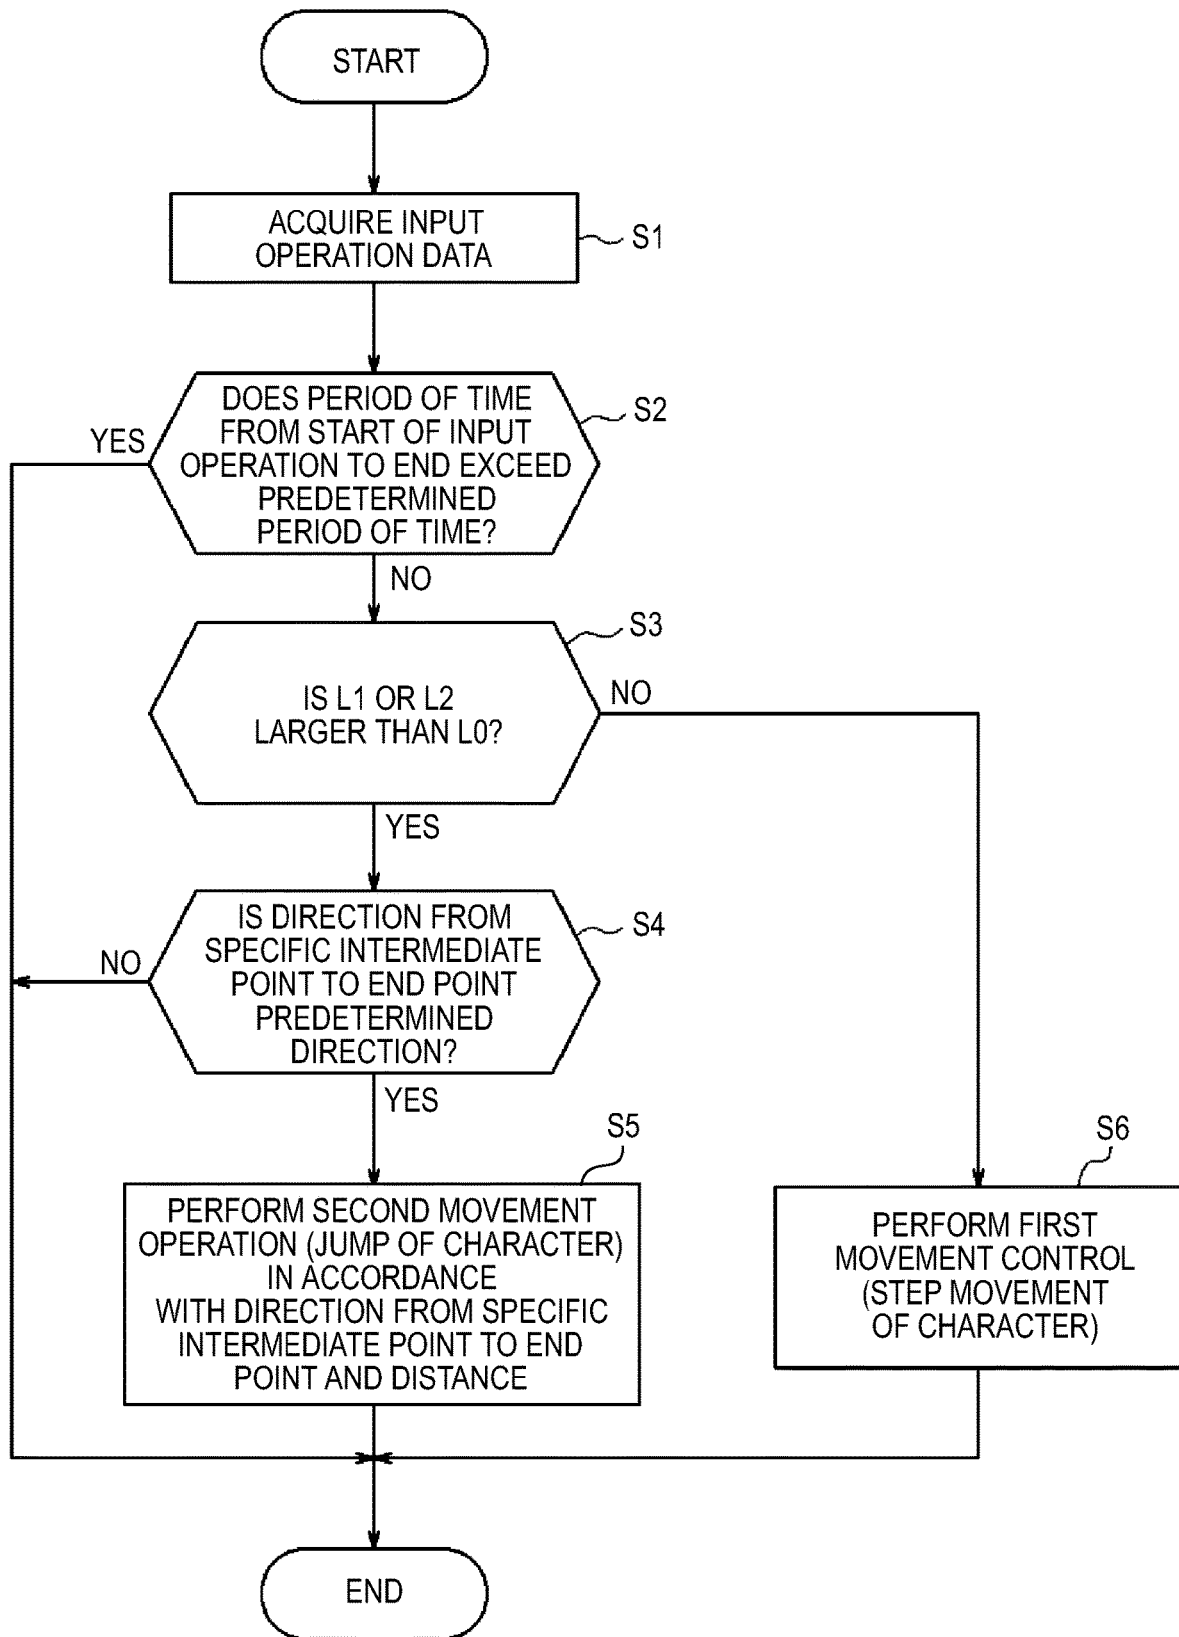 START
ACQUIRE INPUT
OPERATION DATA
S1
DOES PERIOD OF TIME
FROM START OF INPUT
OPERATION TO END EXCEED
PREDETERMINED
PERIOD OF TIME?
S2
YES
NO
S3
IS L1 OR L2
LARGER THAN L0?
NO
YES
IS DIRECTION FROM
SPECIFIC INTERMEDIATE
POINT TO END POINT
PREDETERMINED
DIRECTION?
S4
NO
YES
S5
PERFORM SECOND MOVEMENT
OPERATION (JUMP OF CHARACTER)
IN ACCORDANCE
WITH DIRECTION FROM SPECIFIC
INTERMEDIATE POINT TO END
POINT AND DISTANCE
S6
PERFORM FIRST
MOVEMENT CONTROL
(STEP MOVEMENT
OF CHARACTER)
END